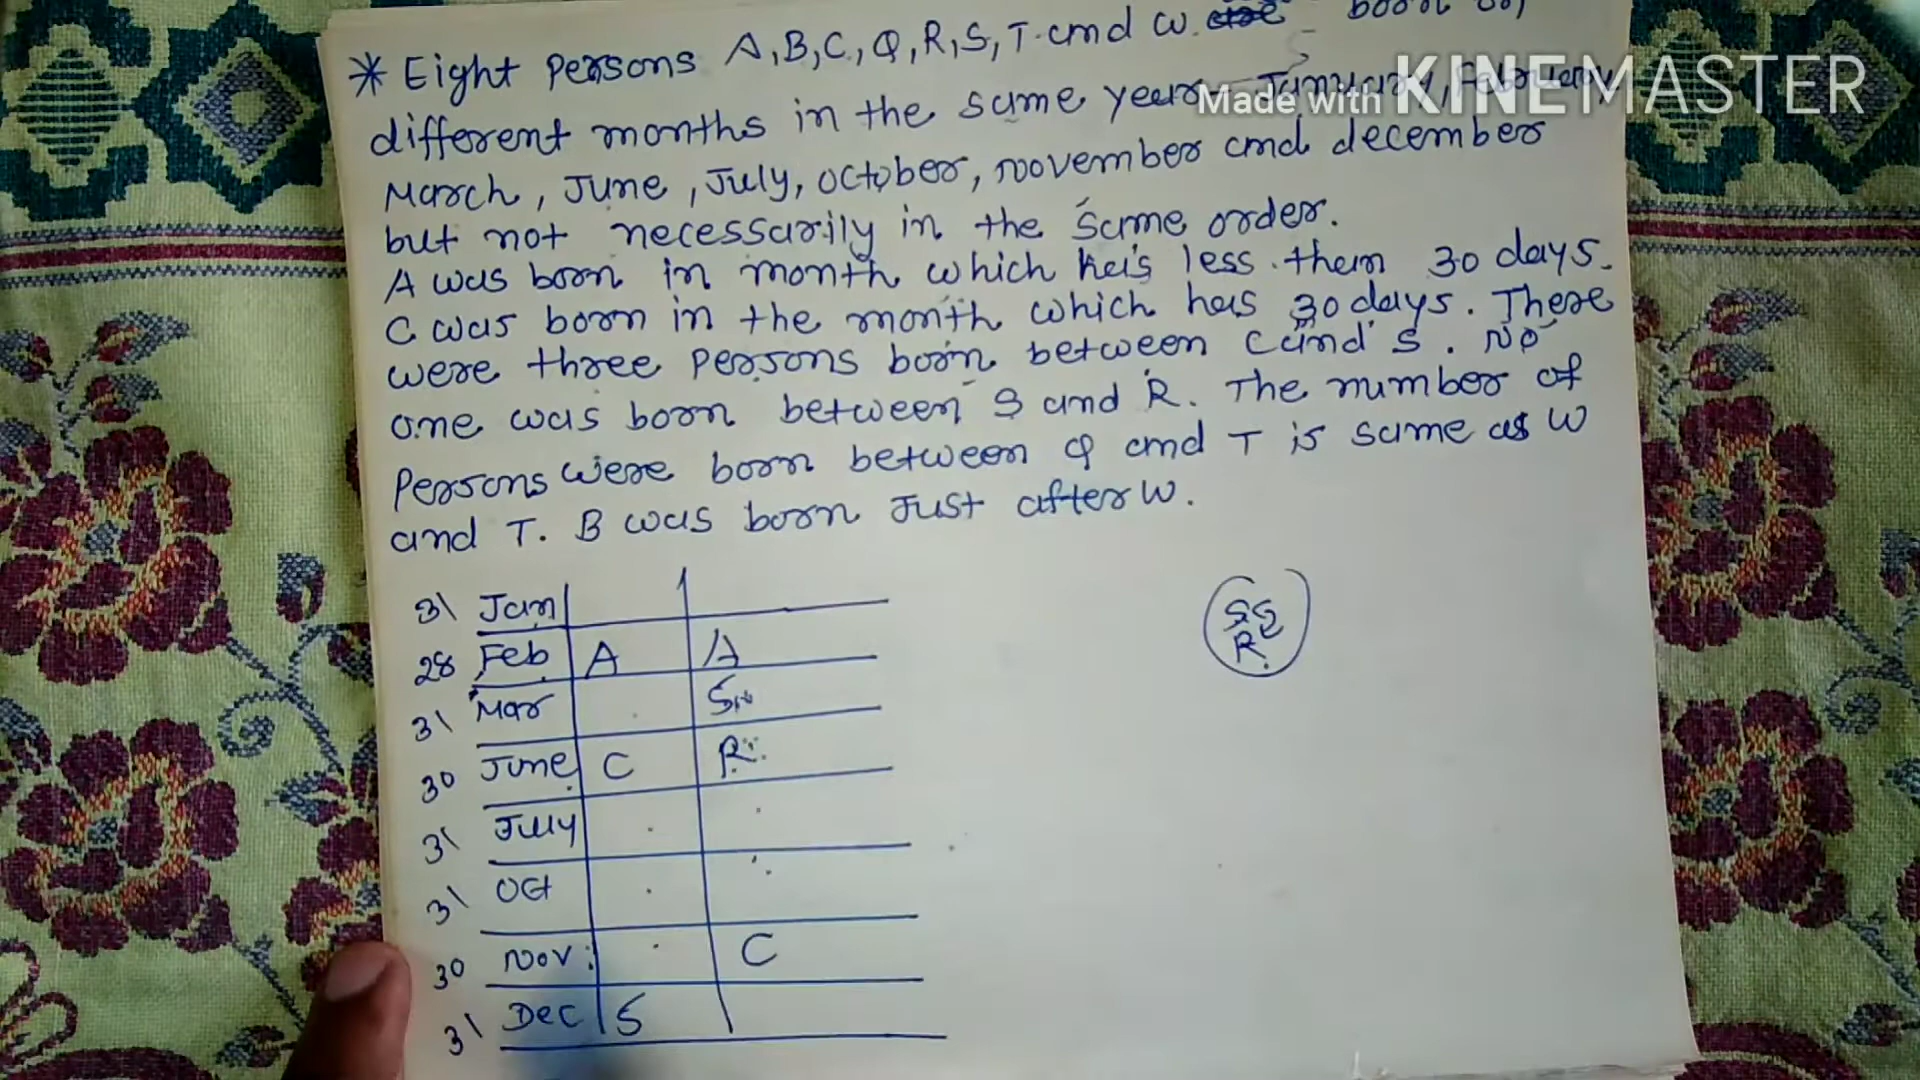 * Eight Persons A, B, C, Q, R, S, T and W. born on
different months in the same year - January, February
Made with KINEMASTER
March, June, July, october, november and december
but not necessarily in the same order.
A was born in month which has less than 30 days.
C was born in the month which has 30 days. There
were three persons born between C and S. No
one was born between S and R. The number of
Persons were born between Q and T is same as W
and T. B was born Just after W.
31 Jan
28 Feb A A
31 Mar S
30 June C R
31 July
31 Oct
30 Nov C
31 Dec S
S S
R